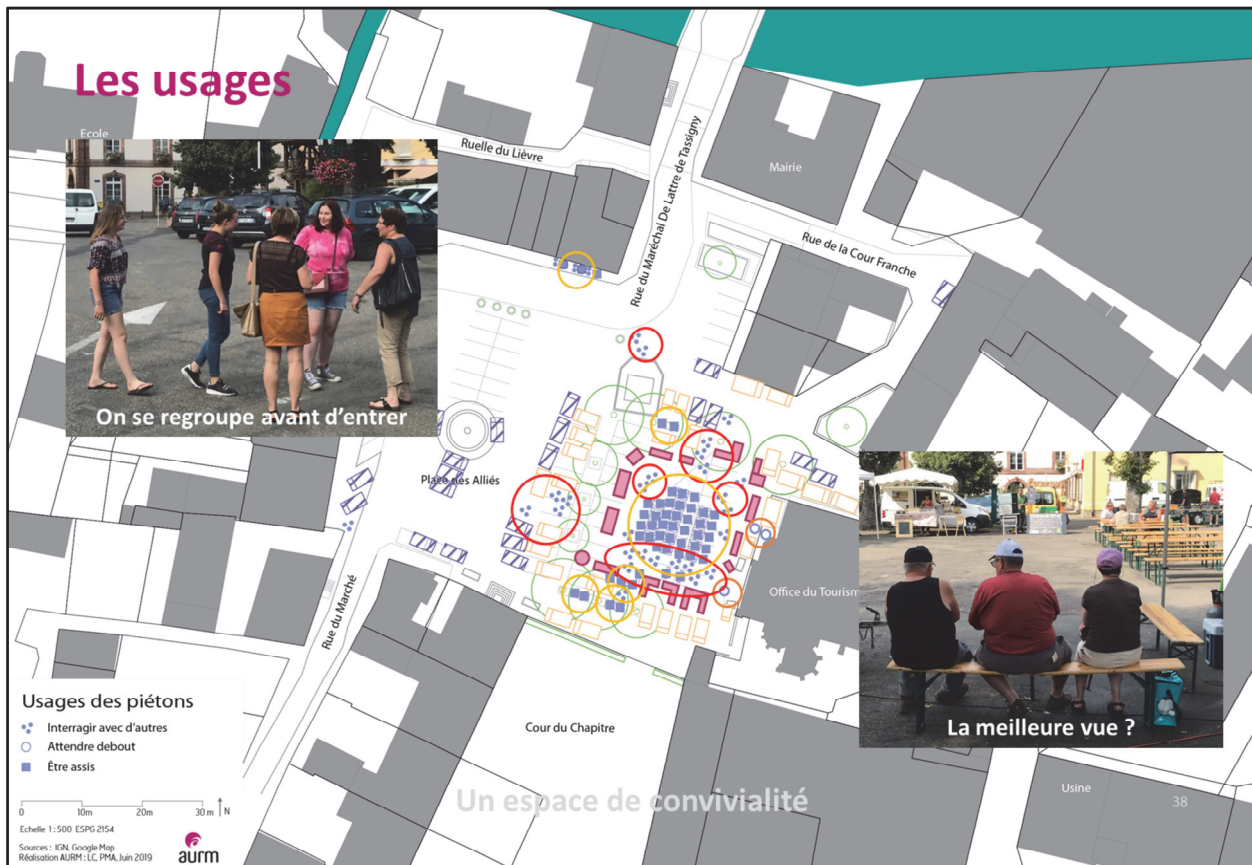 Les usages
Ecole
Ruelle du Lièvre
Rue du Maréchal De Lattre de Tassigny
Mairie
Rue de la Cour Franche
On se regroupe avant d'entrer
Place des Alliés
Rue du Marché
Office du Tourism
La meilleure vue ?
Usages des piétons
Interragir avec d'autres
Attendre debout
Être assis
Cour du Chapitre
Usine
0 10m 20m 30 m N
Echelle 1 : 500 ESPG 2154
Sources : IGN, Google Map
Réalisation AURM : LC, PMA, Juin 2019
aurm
Un espace de convivialité
38